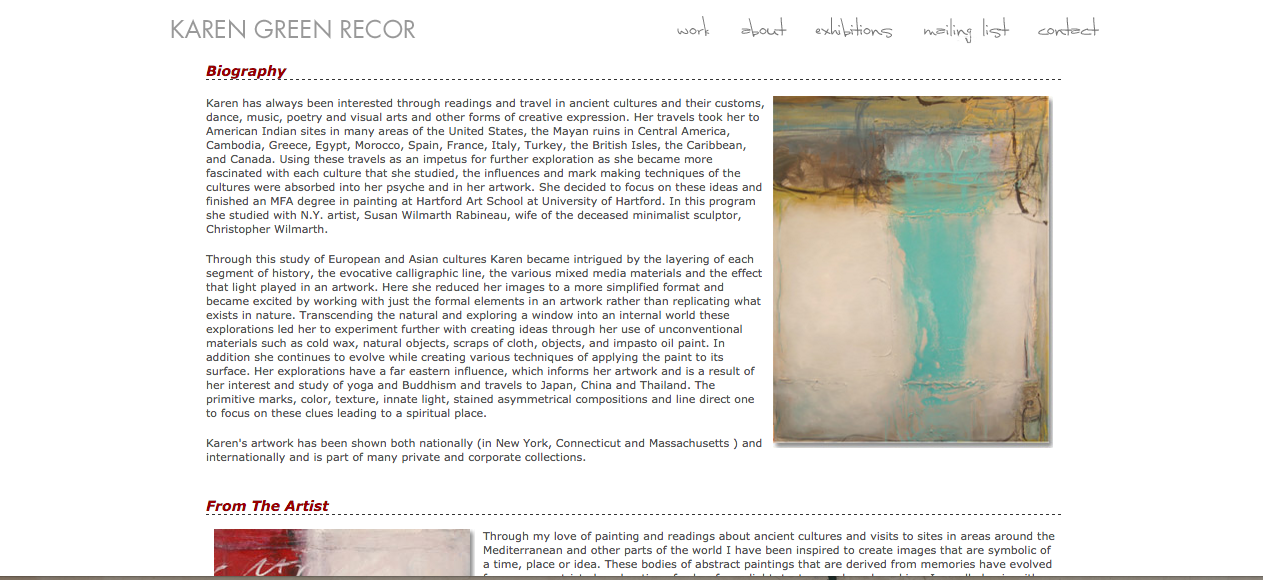 KAREN GREEN RECOR
work about exhibitions mailing list contact
Biography
Karen has always been interested through readings and travel in ancient cultures and their customs,
dance, music, poetry and visual arts and other forms of creative expression. Her travels took her to
American Indian sites in many areas of the United States, the Mayan ruins in Central America,
Cambodia, Greece, Egypt, Morocco, Spain, France, Italy, Turkey, the British Isles, the Caribbean,
and Canada. Using these travels as an impetus for further exploration as she became more
fascinated with each culture that she studied, the influences and mark making techniques of the
cultures were absorbed into her psyche and in her artwork. She decided to focus on these ideas and
finished an MFA degree in painting at Hartford Art School at University of Hartford. In this program
she studied with N.Y. artist, Susan Wilmarth Rabineau, wife of the deceased minimalist sculptor,
Christopher Wilmarth.
Through this study of European and Asian cultures Karen became intrigued by the layering of each
segment of history, the evocative calligraphic line, the various mixed media materials and the effect
that light played in an artwork. Here she reduced her images to a more simplified format and
became excited by working with just the formal elements in an artwork rather than replicating what
exists in nature. Transcending the natural and exploring a window into an internal world these
explorations led her to experiment further with creating ideas through her use of unconventional
materials such as cold wax, natural objects, scraps of cloth, objects, and impasto oil paint. In
addition she continues to evolve while creating various techniques of applying the paint to its
surface. Her explorations have a far eastern influence, which informs her artwork and is a result of
her interest and study of yoga and Buddhism and travels to Japan, China and Thailand. The
primitive marks, color, texture, innate light, stained asymmetrical compositions and line direct one
to focus on these clues leading to a spiritual place.
Karen's artwork has been shown both nationally (in New York, Connecticut and Massachusetts ) and
internationally and is part of many private and corporate collections.
From The Artist
Through my love of painting and readings about ancient cultures and visits to sites in areas around the
Mediterranean and other parts of the world I have been inspired to create images that are symbolic of
a time, place or idea. These bodies of abstract paintings that are derived from memories have evolved